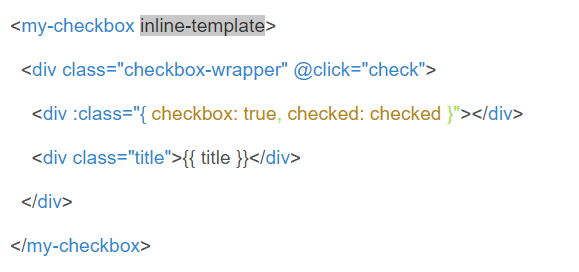 <my-checkbox inline-template>
<div class="checkbox-wrapper" @click="check">
<div :class="{ checkbox: true, checked: checked }"></div>
<div class="title">{{ title }}</div>
</div>
</my-checkbox>